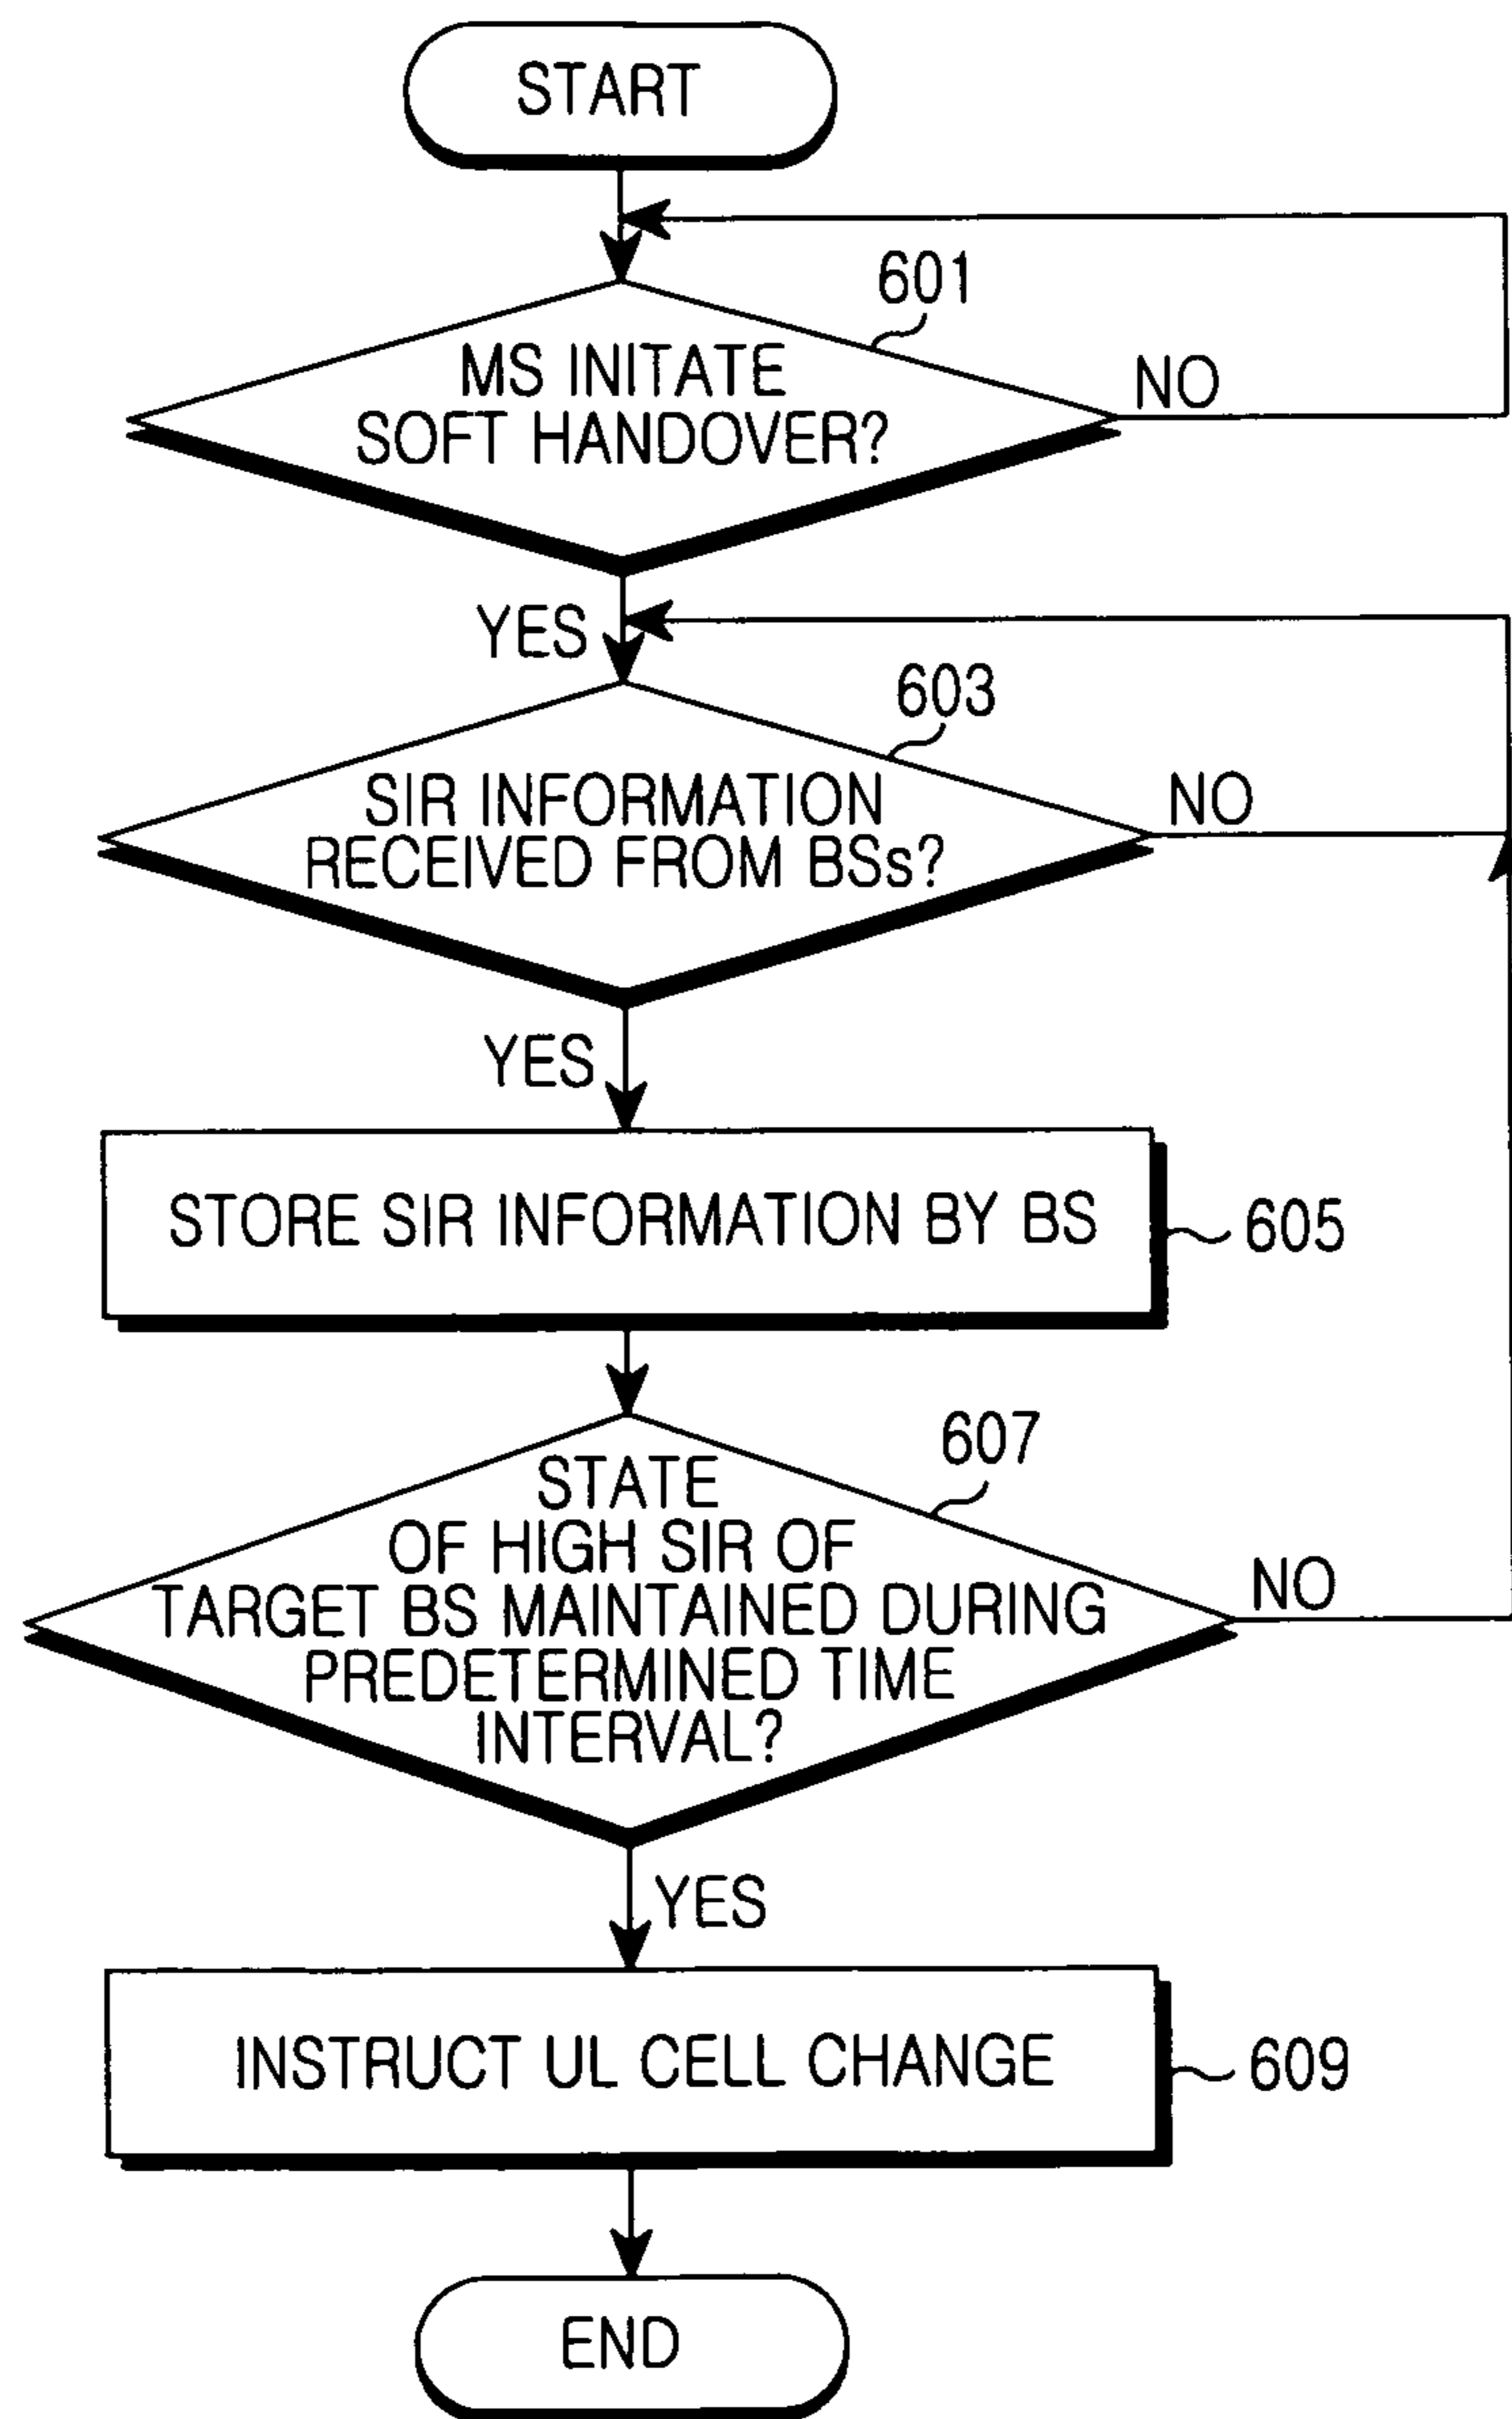 START
601
MS INITATE
SOFT HANDOVER?
NO
YES
603
SIR INFORMATION
RECEIVED FROM BSs?
NO
YES
STORE SIR INFORMATION BY BS
605
607
STATE
OF HIGH SIR OF
TARGET BS MAINTAINED DURING
PREDETERMINED TIME
INTERVAL?
NO
YES
INSTRUCT UL CELL CHANGE
609
END